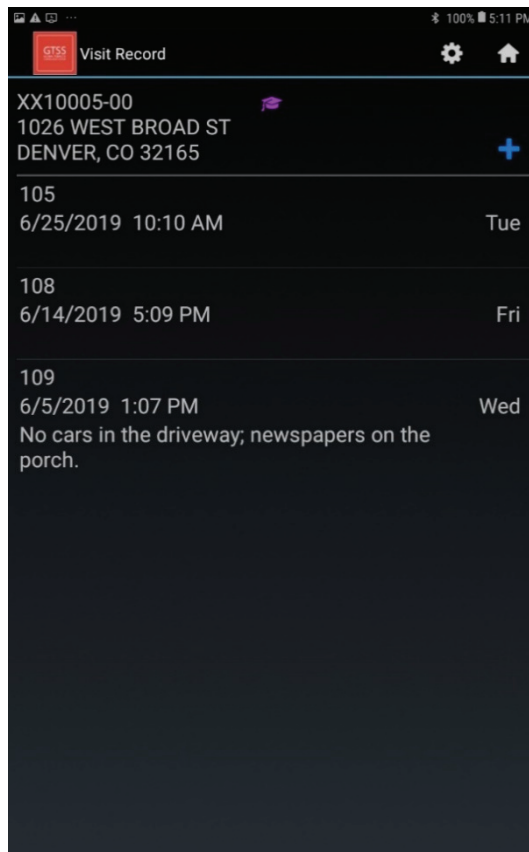 100% 5:11 PM
GTSS
Visit Record
XX10005-00
1026 WEST BROAD ST
DENVER, CO 32165
105
6/25/2019 10:10 AM
Tue
108
6/14/2019 5:09 PM
Fri
109
6/5/2019 1:07 PM
Wed
No cars in the driveway; newspapers on the
porch.